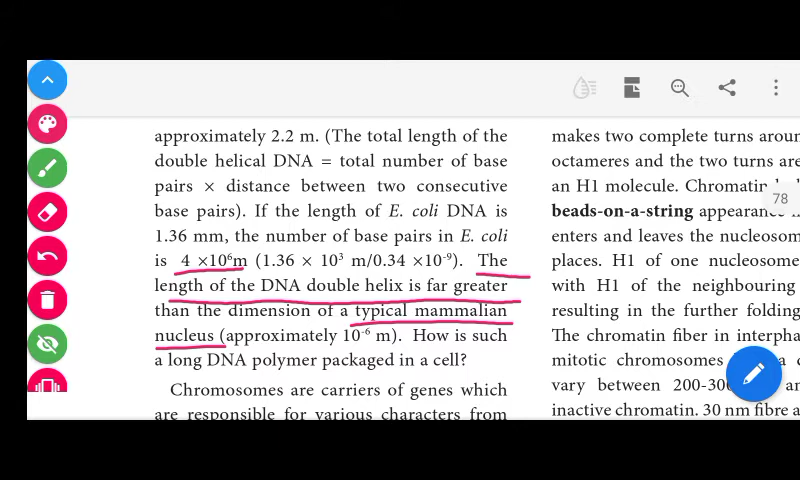 approximately 2.2 m. (The total length of the
double helical DNA = total number of base
pairs × distance between two consecutive
base pairs). If the length of E. coli DNA is
1.36 mm, the number of base pairs in E. coli
is 4 ×10⁶m (1.36 × 10³ m/0.34 ×10⁻⁹). The
length of the DNA double helix is far greater
than the dimension of a typical mammalian
nucleus (approximately 10⁻⁶ m). How is such
a long DNA polymer packaged in a cell?
Chromosomes are carriers of genes which
are responsible for various characters from
makes two complete turns
octameres and the two turns are
an H1 molecule. Chromatin
78
beads-on-a-string appearance
enters and leaves the
places. H1 of one
with H1 of the neighbouring
resulting in the further folding
The chromatin fiber in
mitotic chromosomes
vary between
inactive chromatin. 30 nm fibre